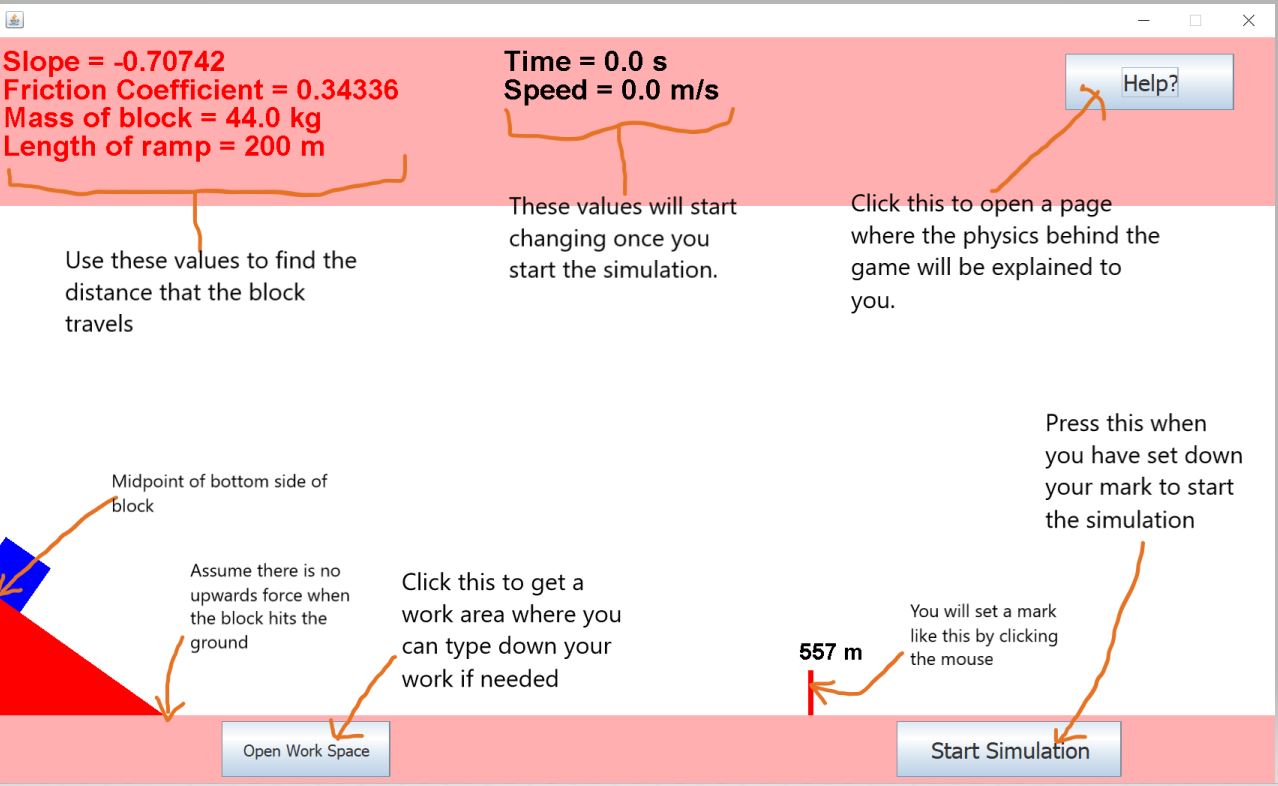 Slope = -0.70742
Friction Coefficient = 0.34336
Mass of block = 44.0 kg
Length of ramp = 200 m
Time = 0.0 s
Speed = 0.0 m/s
Help?
Use these values to find the
distance that the block
travels
These values will start
changing once you
start the simulation.
Click this to open a page
where the physics behind the
game will be explained to
you.
Press this when
you have set down
your mark to start
the simulation
Midpoint of bottom side of
block
Assume there is no
upwards force when
the block hits the
ground
Click this to get a
work area where you
can type down your
work if needed
You will set a mark
like this by clicking
the mouse
557 m
Open Work Space
Start Simulation